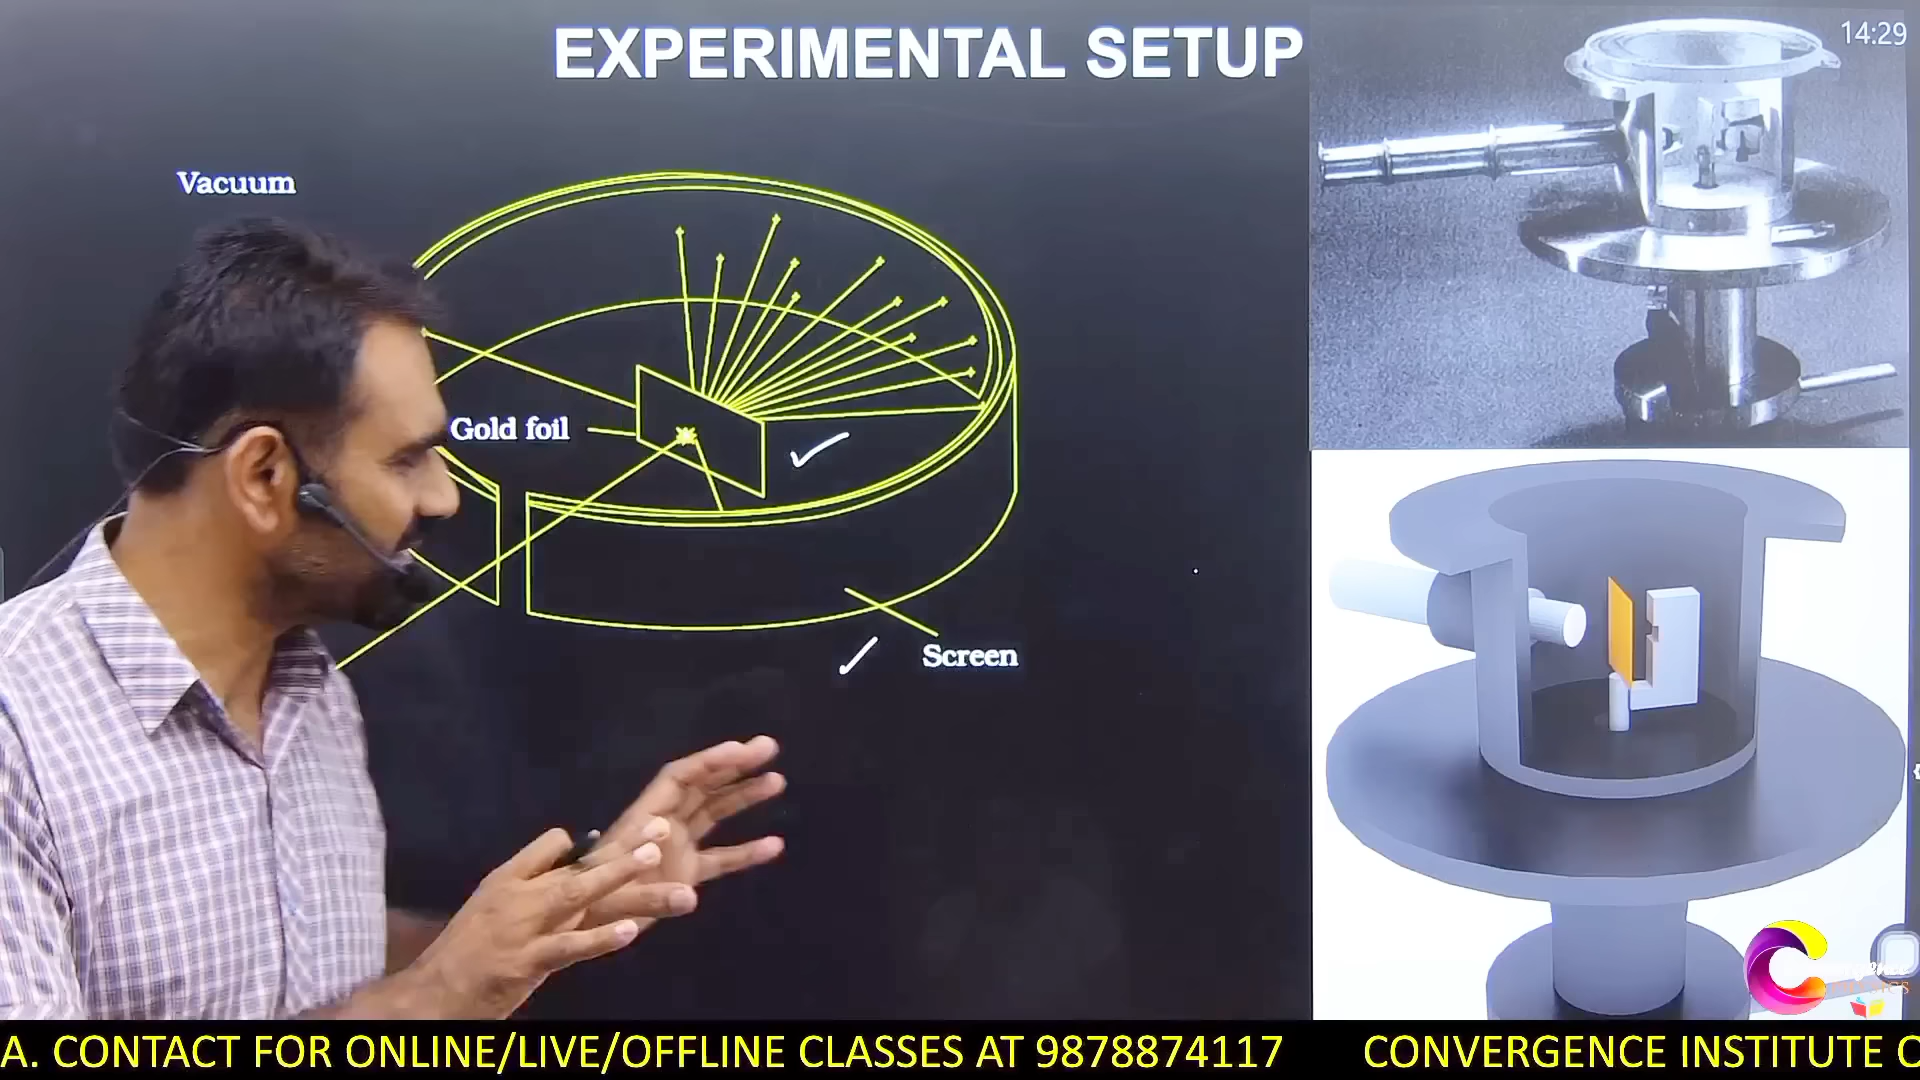 EXPERIMENTAL SETUP
14:29
Vacuum
Gold foil
Screen
A. CONTACT FOR ONLINE/LIVE/OFFLINE CLASSES AT 9878874117 CONVERGENCE INSTITUTE